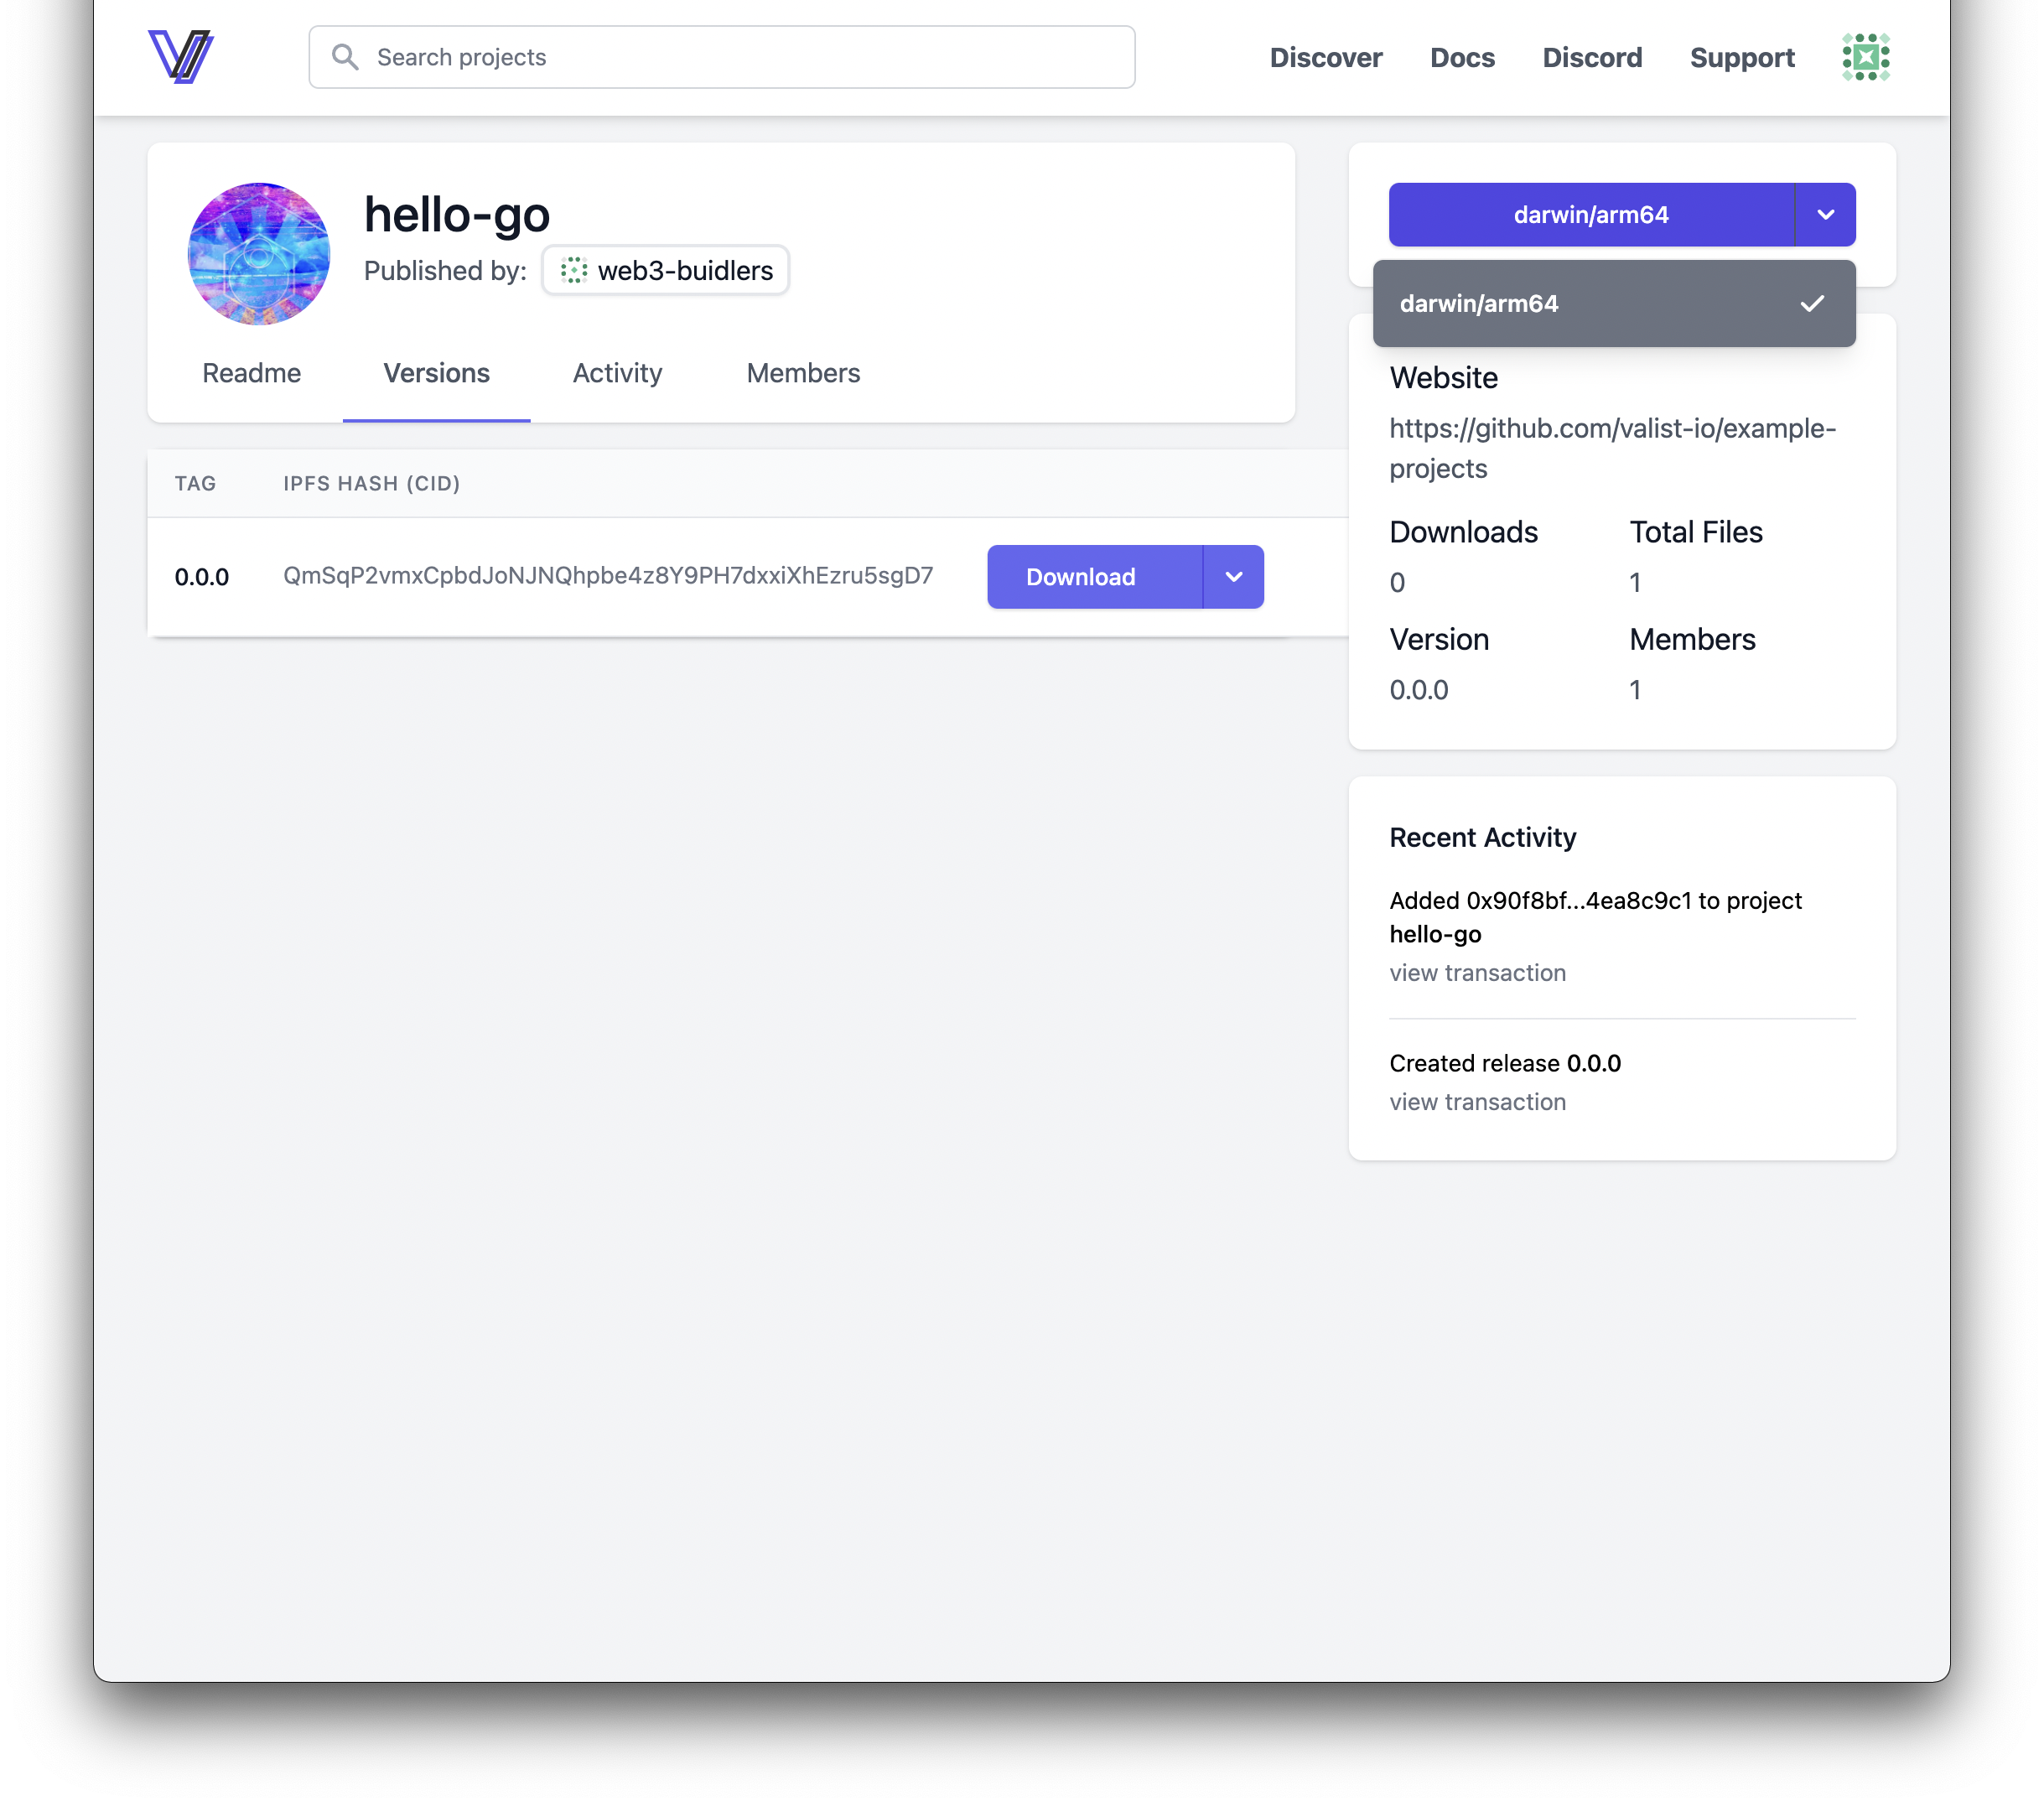 Search projects
Discover
Docs
Discord
Support
hello-go
Published by: web3-buidlers
Readme
Versions
Activity
Members
TAG
IPFS HASH (CID)
0.0.0
QmSqP2vmxCpbdJoNJNQhpbe4z8Y9PH7dxxiXhEzru5sgD7
Download
darwin/arm64
darwin/arm64
Website
https://github.com/valist-io/example-
projects
Downloads
Total Files
0
1
Version
Members
0.0.0
1
Recent Activity
Added 0x90f8bf...4ea8c9c1 to project
hello-go
view transaction
Created release 0.0.0
view transaction